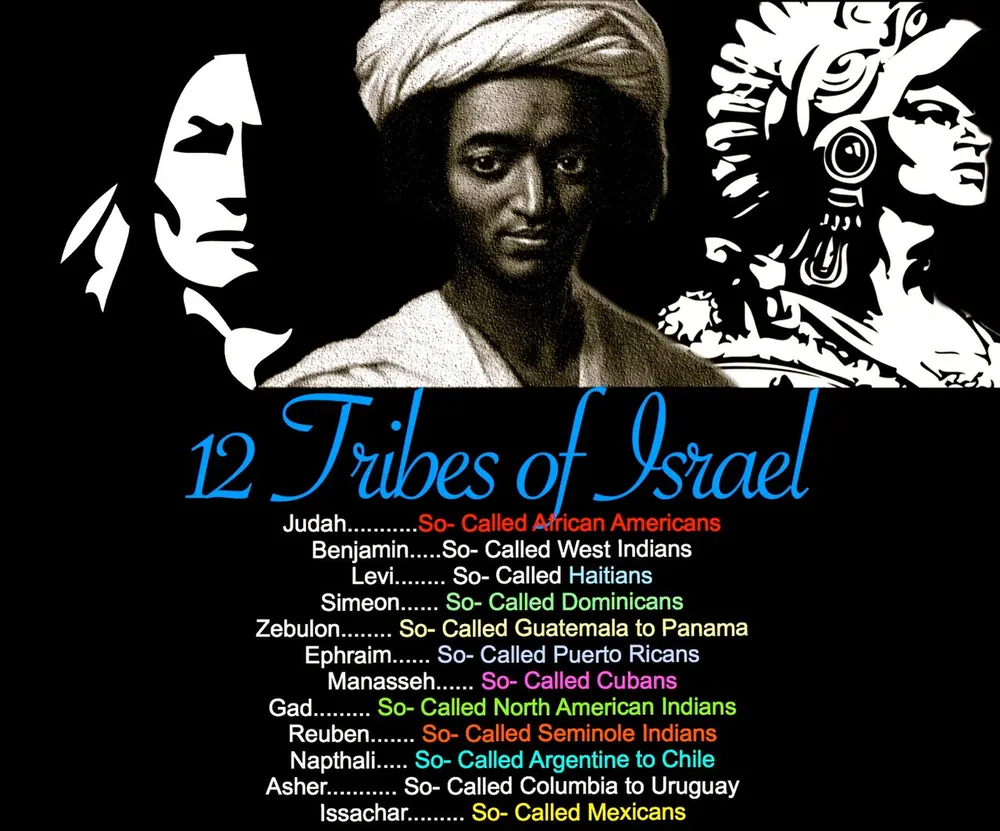 12 Tribes of Israel
Judah...........So- Called African Americans
Benjamin.....So- Called West Indians
Levi........ So- Called Haitians
Simeon...... So- Called Dominicans
Zebulon........ So- Called Guatemala to Panama
Ephraim...... So- Called Puerto Ricans
Manasseh...... So- Called Cubans
Gad......... So- Called North American Indians
Reuben....... So- Called Seminole Indians
Napthali..... So- Called Argentine to Chile
Asher........... So- Called Columbia to Uruguay
Issachar......... So- Called Mexicans